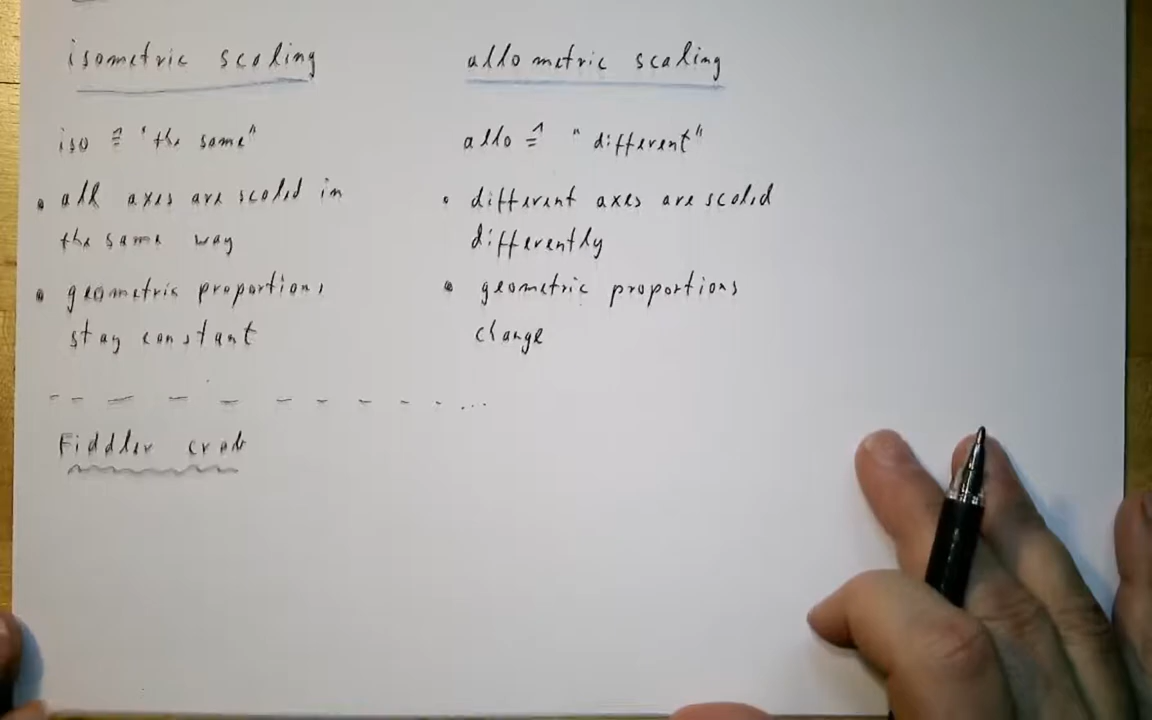 isometric scaling
iso ≙ "the same"
• all axes are scaled in
the same way
• geometric proportions
stay constant
allometric scaling
allo ≙ "different"
• different axes are scaled
differently
• geometric proportions
change
Fiddler crab